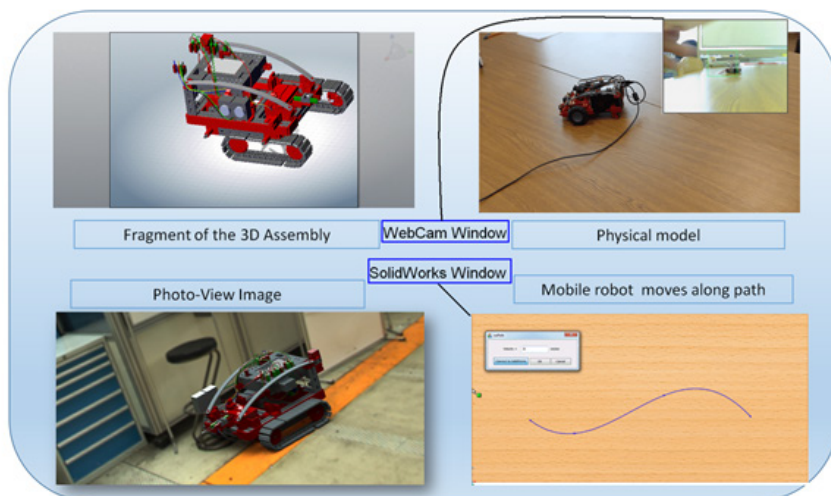 Fragment of the 3D Assembly
WebCam Window
Physical model
SolidWorks Window
Photo-View Image
Mobile robot moves along path